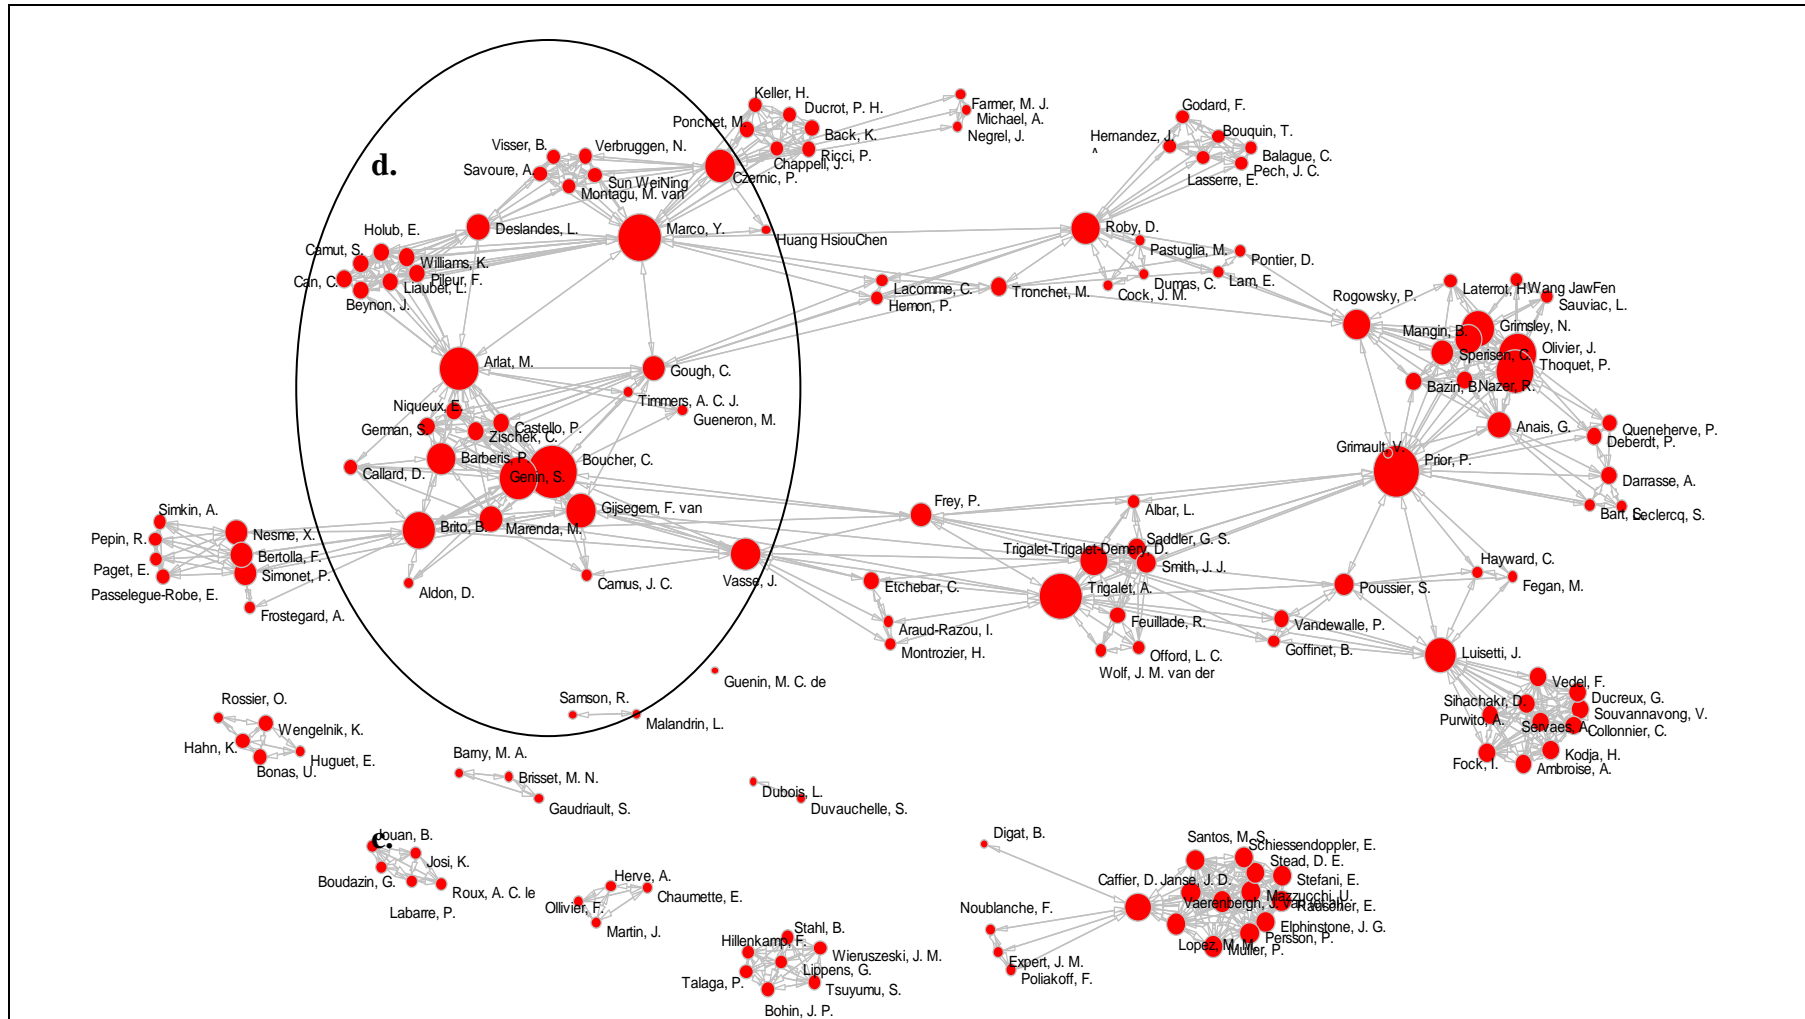 Keller, H.
Ducrot, P. H.
Ponchet, M.
Back, K.
Ricci, P.
Chappell, J.
Czernic, P.
Farmer, M. J.
Michael, A.
Negrel, J.
Godard, F.
Hernandez, J.
Bouquin, T.
Balague, C.
Pech, J. C.
Lasserre, E.
d.
Visser, B.
Verbruggen, N.
Savoure, A.
Sun WeiNing
Montagu, M. van
Deslandes, L.
Marco, Y.
Huang HsiouChen
Roby, D.
Pastuglia, M.
Pontier, D.
Holub, E.
Camut, S.
Williams, K.
Can, C.
Pileur, F.
Liaubet, L.
Beynon, J.
Lacomme, C.
Hemon, P.
Tronchet, M.
Dumas, C.
Lam, E.
Cock, J. M.
Rogowsky, P.
Laterrot, H.
Wang JawFen
Sauviac, L.
Mangin, B.
Grimsley, N.
Sperisen, C.
Olivier, J.
Thoquet, P.
Bazin, B.
Nazer, R.
Arlat, M.
Gough, C.
Timmers, A. C. J.
Gueneron, M.
Niqueux, E.
German, S.
Castello, P.
Zischek, C.
Barberis, P.
Boucher, C.
Genin, S.
Callard, D.
Anais, G.
Queneherve, P.
Deberdt, P.
Grimault, V.
Prior, P.
Darrasse, A.
Bart, S.
Leclercq, S.
Simkin, A.
Nesme, X.
Pepin, R.
Bertolla, F.
Paget, E.
Simonet, P.
Passelegue-Robe, E.
Frostegard, A.
Brito, B.
Marenda, M.
Gijsegem, F. van
Aldon, D.
Camus, J. C.
Vasse, J.
Frey, P.
Albar, L.
Saddler, G. S.
Trigalet-Trigalet-Demery, D.
Smith, J. J.
Etchebar, C.
Trigalet, A.
Araud-Razou, I.
Montrozier, H.
Feuillade, R.
Offord, L. C.
Wolf, J. M. van der
Hayward, C.
Fegan, M.
Poussier, S.
Vandewalle, P.
Goffinet, B.
Luisetti, J.
Guenin, M. C. de
Samson, R.
Malandrin, L.
Vedel, F.
Ducreux, G.
Sihachakr, D.
Souvannavong, V.
Purwito, A.
Servaes, A.
Collonnier, C.
Kodja, H.
Fock, I.
Ambroise, A.
Rossier, O.
Wengelnik, K.
Hahn, K.
Huguet, E.
Bonas, U.
Barny, M. A.
Brisset, M. N.
Gaudriault, S.
Dubois, L.
Duvauchelle, S.
Jouan, B.
Josi, K.
Boudazin, G.
Roux, A. C. le
Labarre, P.
Herve, A.
Chaumette, E.
Ollivier, F.
Martin, J.
Stahl, B.
Hillenkamp, F.
Wieruszeski, J. M.
Lippens, G.
Talaga, P.
Tsuyumu, S.
Bohin, J. P.
Digat, B.
Noublanche, F.
Expert, J. M.
Poliakoff, F.
Santos, M. S.
Schiessendoppler, E.
Stead, D. E.
Caffier, D.
Janse, J. D.
Stefani, E.
Mazzucchi, U.
Elphinstone, J. G.
Persson, P.
Lopez, M. M.
Muller, P.